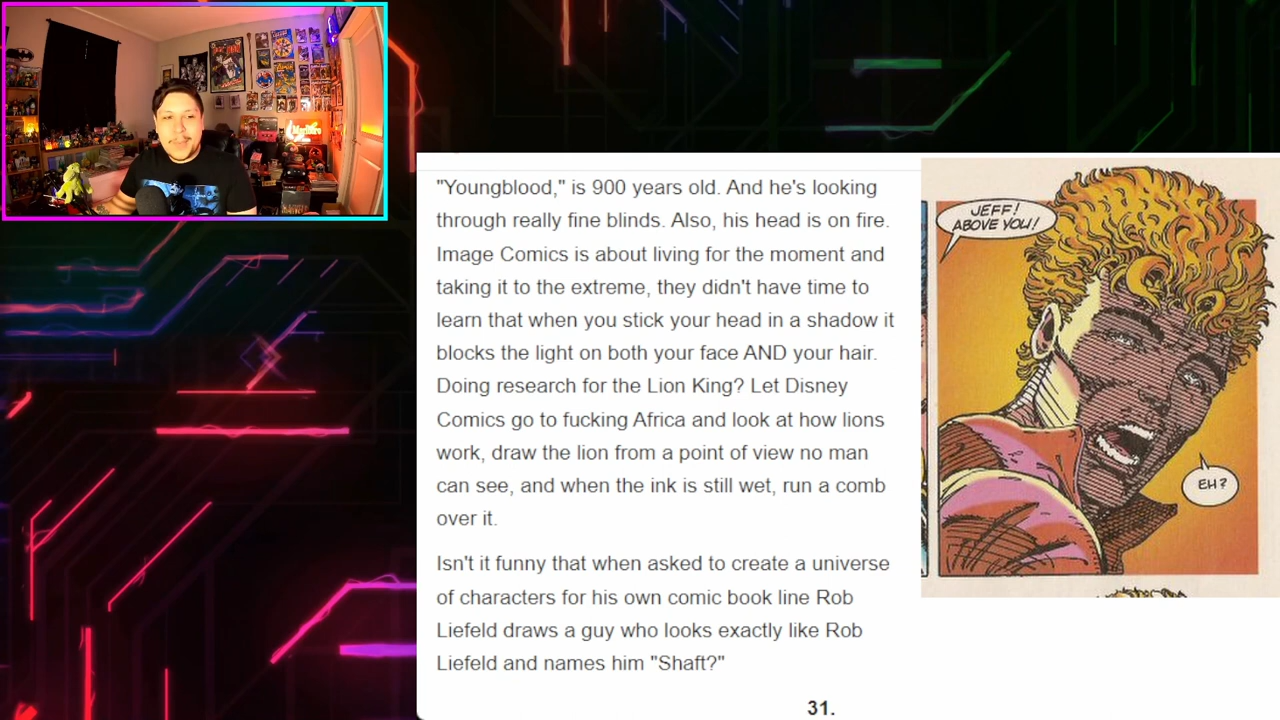 "Youngblood," is 900 years old. And he's looking
through really fine blinds. Also, his head is on fire.
Image Comics is about living for the moment and
taking it to the extreme, they didn't have time to
learn that when you stick your head in a shadow it
blocks the light on both your face AND your hair.
Doing research for the Lion King? Let Disney
Comics go to fucking Africa and look at how lions
work, draw the lion from a point of view no man
can see, and when the ink is still wet, run a comb
over it.
Isn't it funny that when asked to create a universe
of characters for his own comic book line Rob
Liefeld draws a guy who looks exactly like Rob
Liefeld and names him "Shaft?"
31.
JEFF!
ABOVE YOU!
EH?
Marlboro